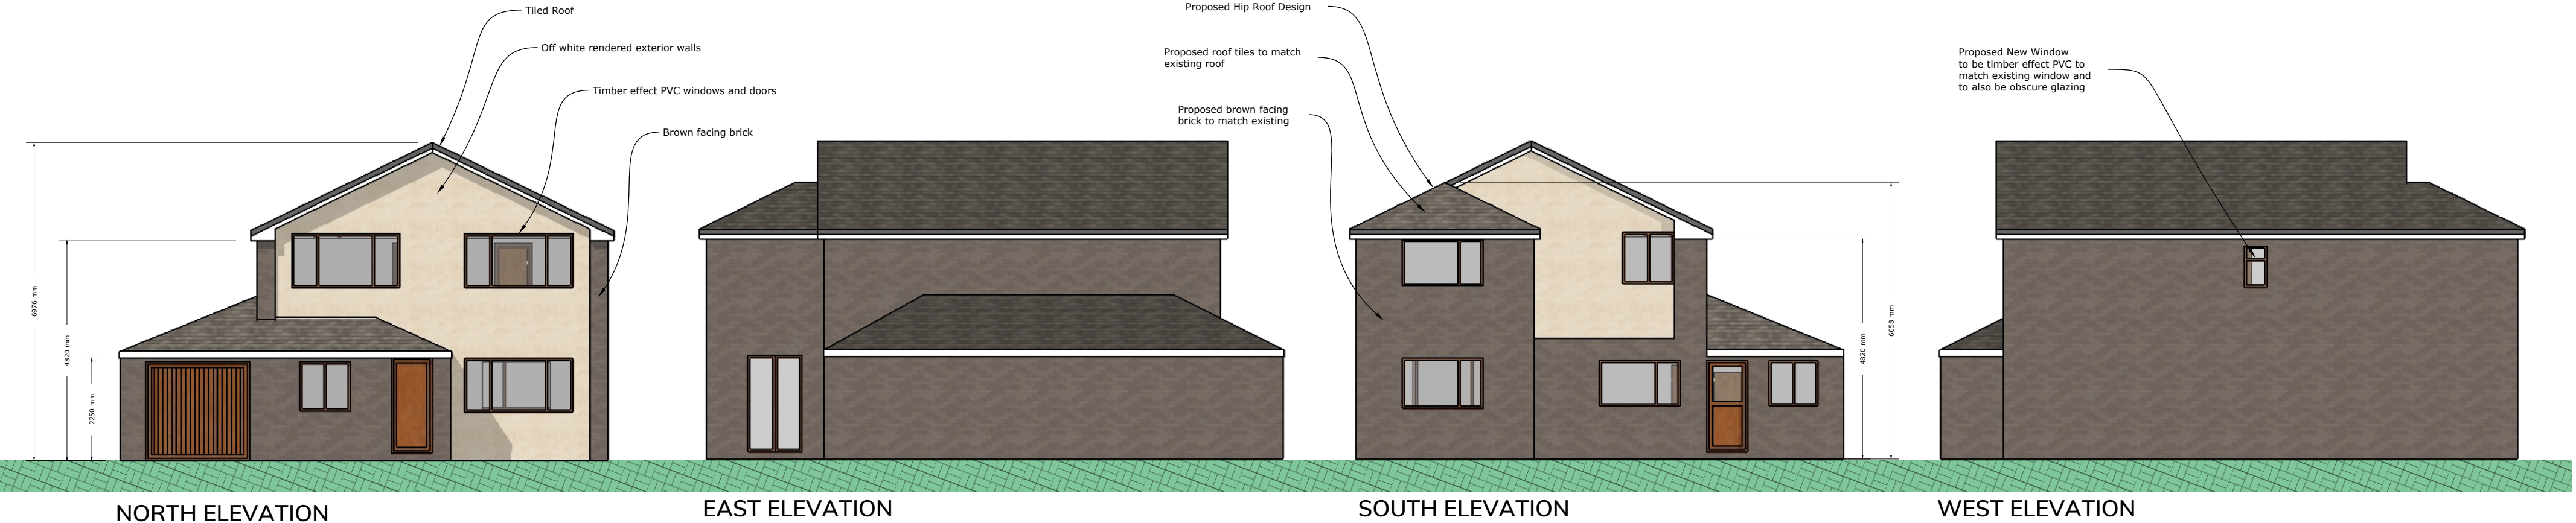 Tiled Roof
Off white rendered exterior walls
Timber effect PVC windows and doors
Brown facing brick
6976 mm
4820 mm
2250 mm
NORTH ELEVATION
EAST ELEVATION
Proposed Hip Roof Design
Proposed roof tiles to match
existing roof
Proposed brown facing
brick to match existing
4820 mm
6058 mm
SOUTH ELEVATION
Proposed New Window
to be timber effect PVC to
match existing window and
to also be obscure glazing
WEST ELEVATION